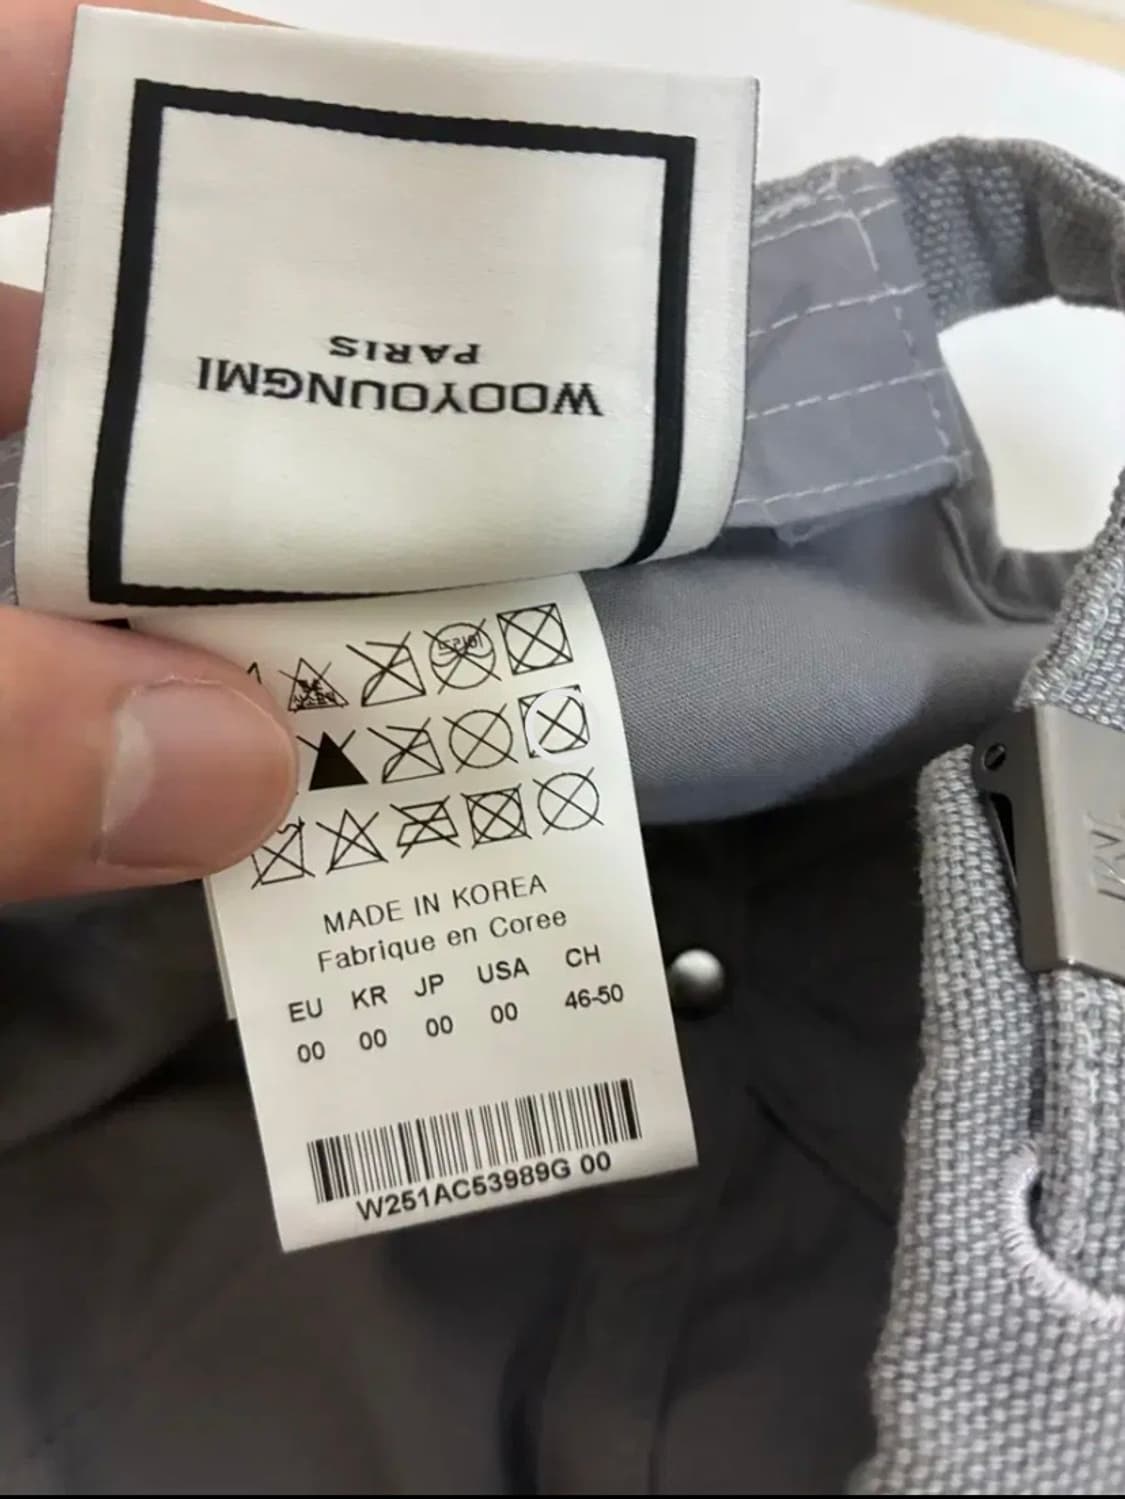 WOOYOUNGMI
PARIS
MADE IN KOREA
Fabrique en Coree
EU KR JP USA CH
00 00 00 00 46-50
W251AC53989G 00